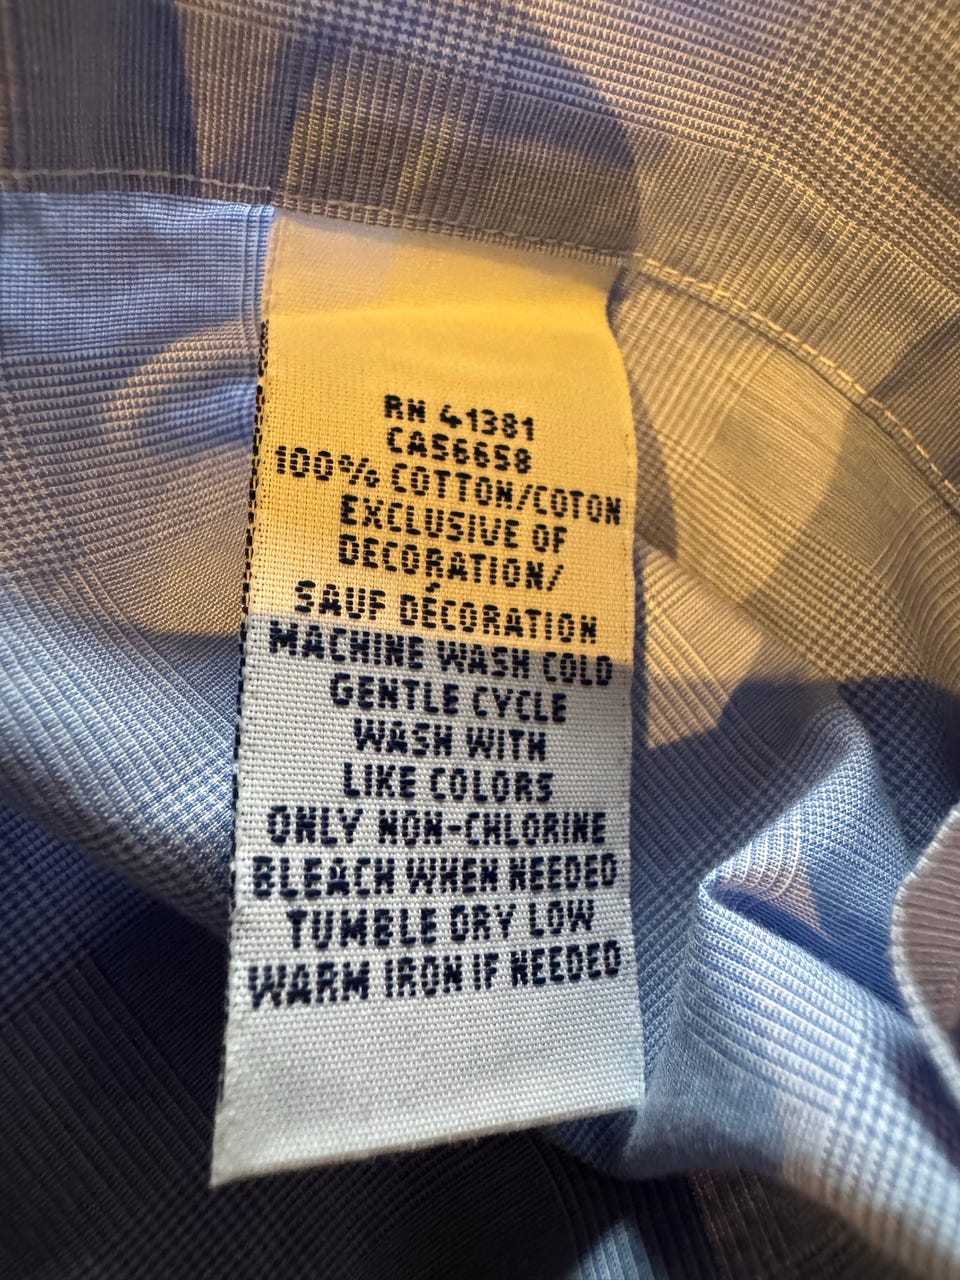 RN 41381
CA56658
100% COTTON/COTON
EXCLUSIVE OF
DECORATION/
SAUF DÉCORATION
MACHINE WASH COLD
GENTLE CYCLE
WASH WITH
LIKE COLORS
ONLY NON-CHLORINE
BLEACH WHEN NEEDED
TUMBLE DRY LOW
WARM IRON IF NEEDED